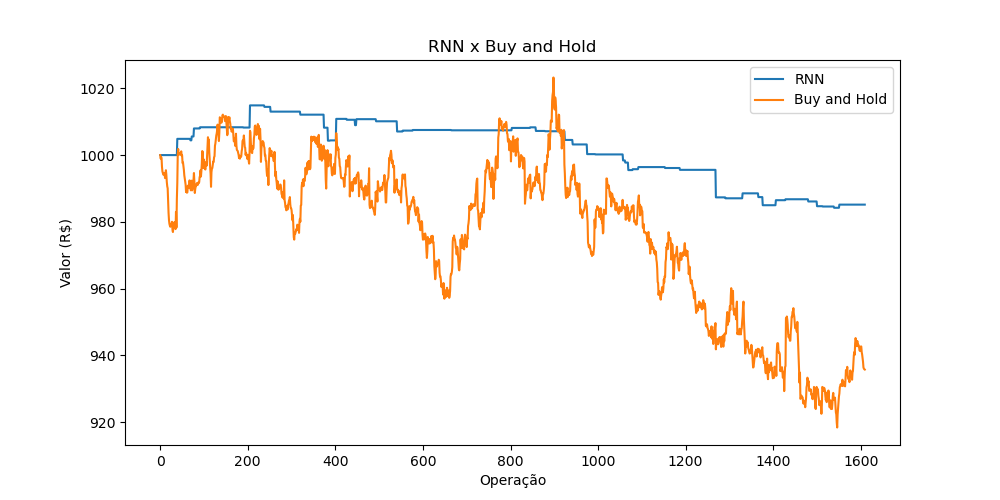 RNN x Buy and Hold
RNN
Buy and Hold
1020
1000
980
960
940
920
Valor (R$)
0 200 400 600 800 1000 1200 1400 1600
Operação